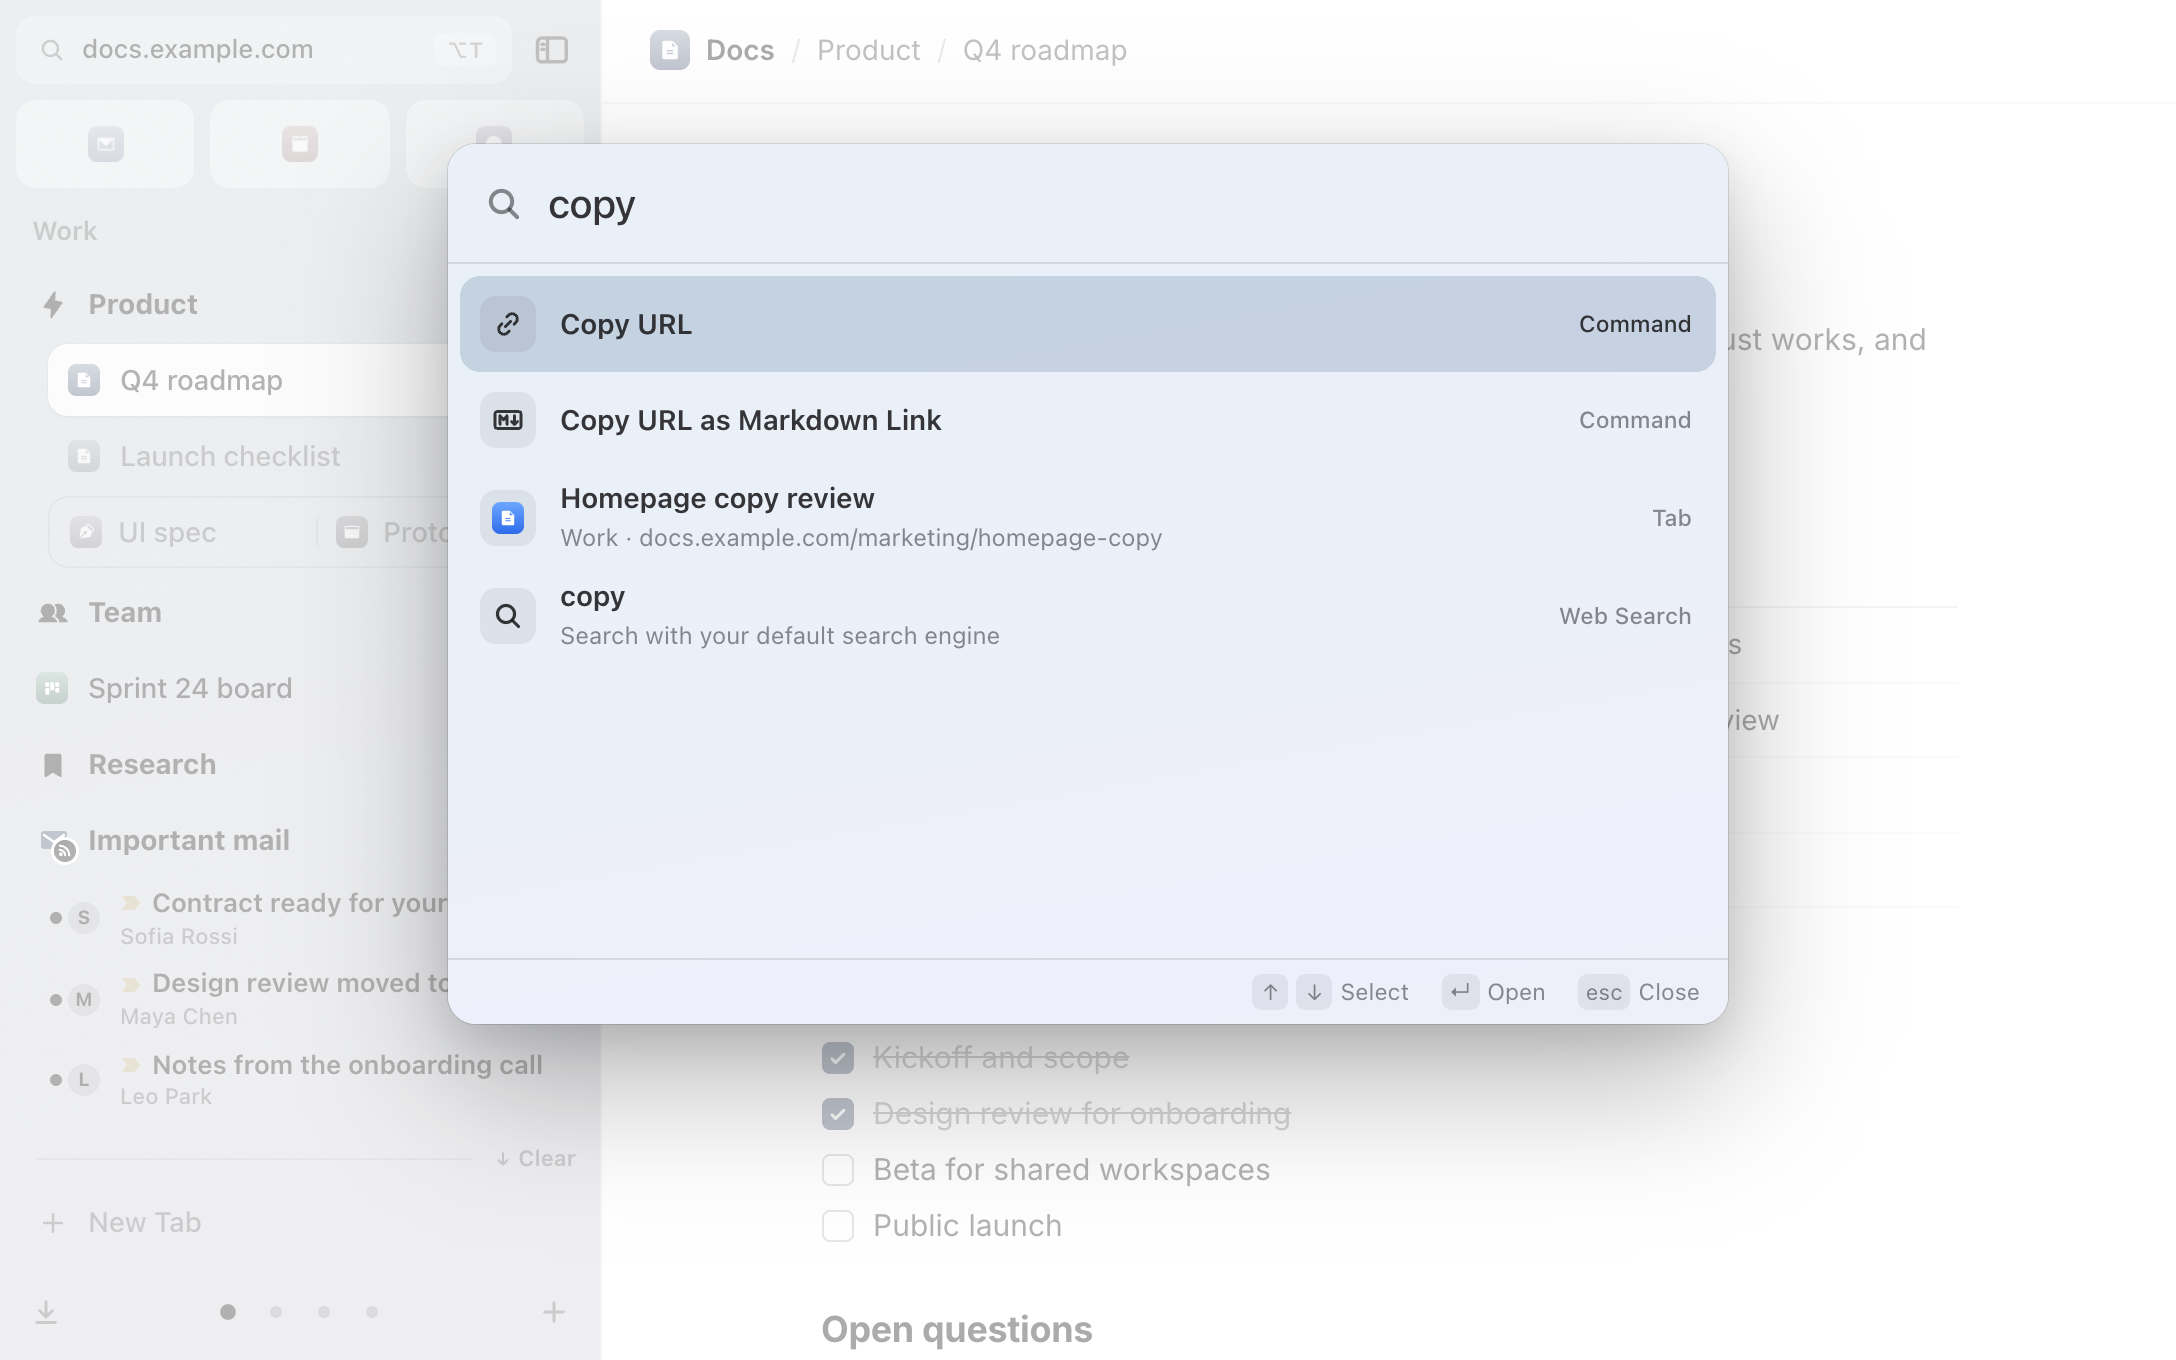 docs.example.com
⌥T
Docs / Product / Q4 roadmap
Work
Product
Q4 roadmap
Launch checklist
UI spec
Team
Sprint 24 board
Research
Important mail
S
Contract ready for your
Sofia Rossi
M
Design review moved
Maya Chen
L
Notes from the onboarding call
Leo Park
↓ Clear
+ New Tab
copy
Copy URL
Command
Copy URL as Markdown Link
Command
Homepage copy review
Work · docs.example.com/marketing/homepage-copy
Tab
copy
Search with your default search engine
Web Search
↑ ↓ Select
↵ Open
esc Close
works, and
Kickoff and scope
Design review for onboarding
Beta for shared workspaces
Public launch
Open questions